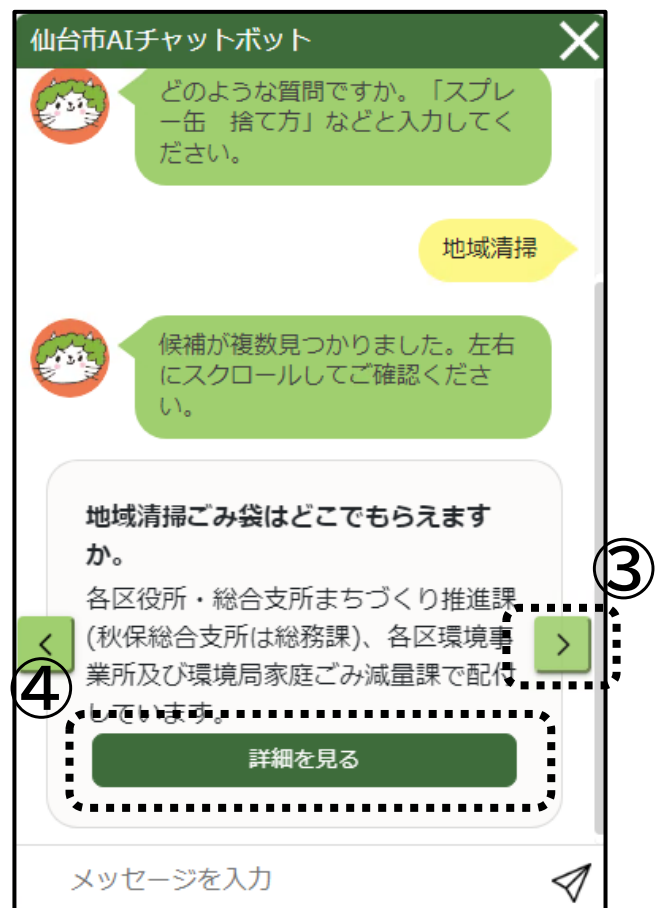 仙台市AIチャットボット
どのような質問ですか。「スプレ
ー缶　捨て方」などと入力してく
ださい。
地域清掃
候補が複数見つかりました。左右
にスクロールしてご確認くださ
い。
地域清掃ごみ袋はどこでもらえます
か。
各区役所・総合支所まちづくり推進課
(秋保総合支所は総務課)、各区環境事
業所及び環境局家庭ごみ減量課で配付
しています。
③
④
詳細を見る
メッセージを入力